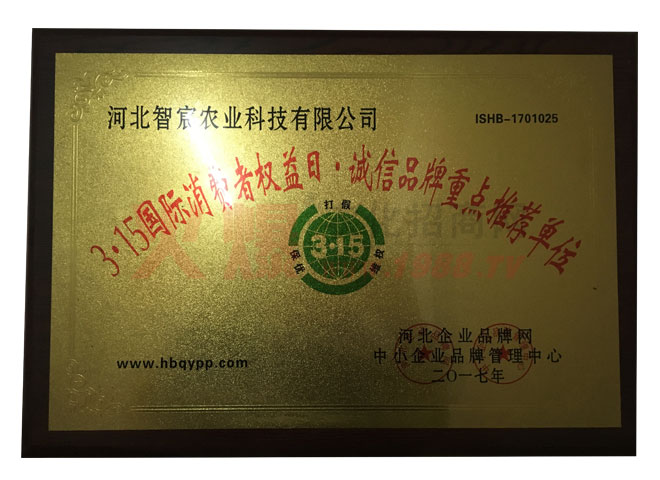 河北智宸农业科技有限公司
ISHB-1701025
3·15国际消费者权益日·诚信品牌重点推荐单位
打假
3·15
保优
维权
河北企业品牌网
中小企业品牌管理中心
二〇一七年
www.hbqypp.com